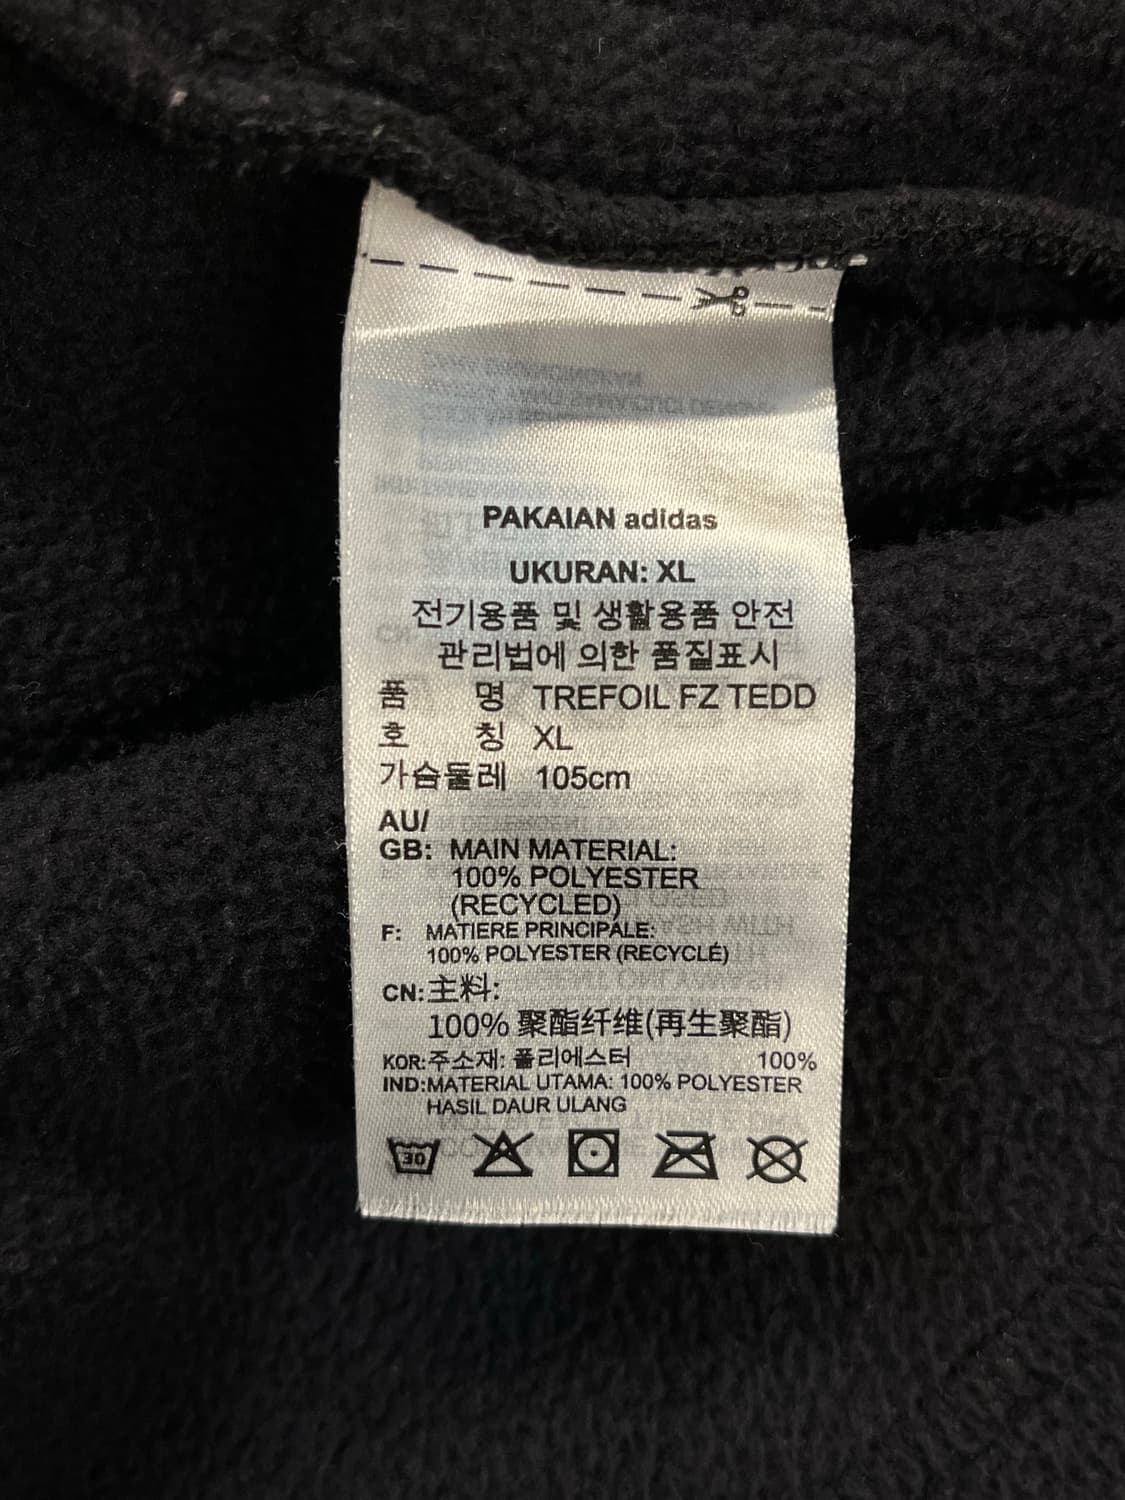 PAKAIAN adidas
UKURAN: XL
전기용품 및 생활용품 안전
관리법에 의한 품질표시
품 명 TREFOIL FZ TEDD
호 칭 XL
가슴둘레 105cm
AU/
GB: MAIN MATERIAL:
100% POLYESTER
(RECYCLED)
F: MATIERE PRINCIPALE:
100% POLYESTER (RECYCLÉ)
CN: 主料:
100% 聚酯纤维(再生聚酯)
KOR: 주소재: 폴리에스터 100%
IND: MATERIAL UTAMA: 100% POLYESTER
HASIL DAUR ULANG
30